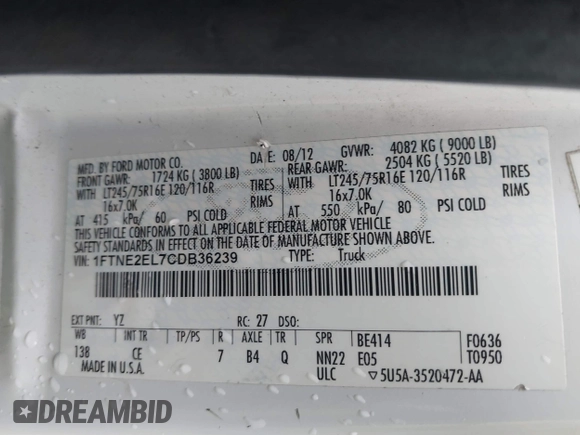 MFD. BY FORD MOTOR CO.
DATE: 08/12 GVWR: 4082 KG ( 9000 LB)
FRONT GAWR: 1724 KG ( 3800 LB) REAR GAWR: 2504 KG ( 5520 LB)
WITH LT245/75R16E 120/116R TIRES WITH LT245/75R16E 120/116R TIRES
16x7.0K RIMS 16x7.0K RIMS
AT 415 kPa/ 60 PSI COLD AT 550 kPa/ 80 PSI COLD
THIS VEHICLE CONFORMS TO ALL APPLICABLE FEDERAL MOTOR VEHICLE
SAFETY STANDARDS IN EFFECT ON THE DATE OF MANUFACTURE SHOWN ABOVE.
VIN: 1FTNE2EL7CDB36239 TYPE: Truck
EXT PNT: YZ RC: 27 DSO:
WB INT TR TP/PS R AXLE TR SPR BE414 F0636
138 CE 7 B4 Q NN22 E05 T0950
MADE IN U.S.A. ULC ▽5U5A-3520472-AA
DREAMBID